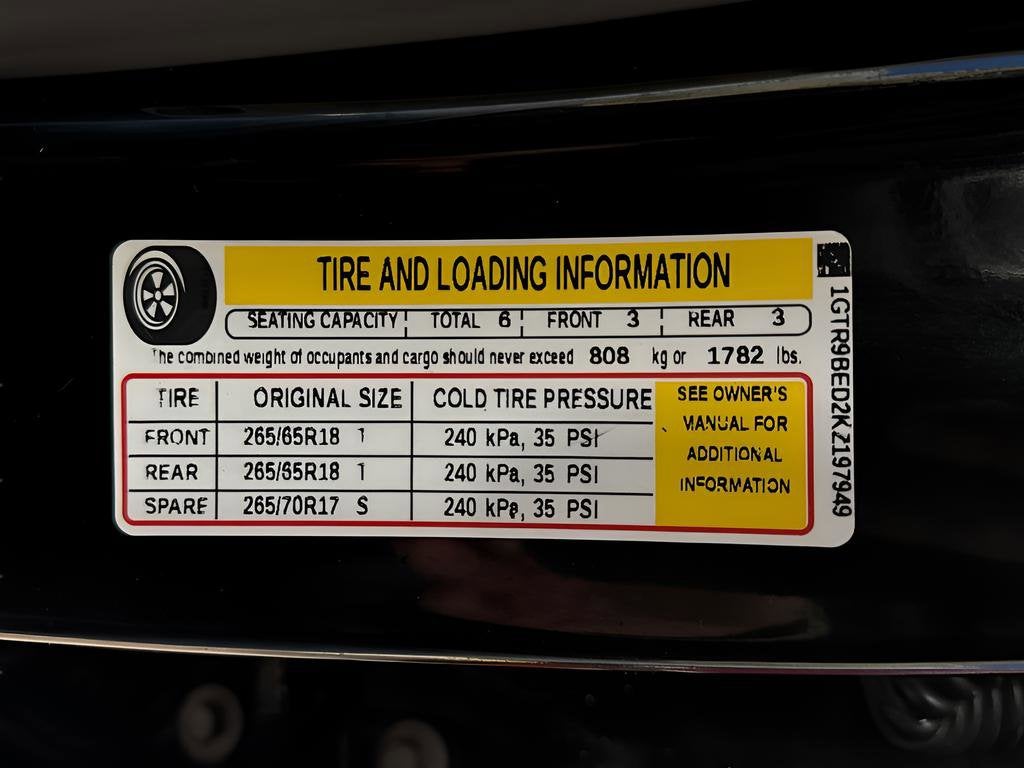 TIRE AND LOADING INFORMATION
SEATING CAPACITY TOTAL 6 FRONT 3 REAR 3
The combined weight of occupants and cargo should never exceed 808 kg or 1782 lbs.
TIRE ORIGINAL SIZE COLD TIRE PRESSURE
FRONT 265/65R18 T 240 kPa, 35 PSI
REAR 265/65R18 T 240 kPa, 35 PSI
SPARE 265/70R17 S 240 kPa, 35 PSI
SEE OWNER'S
MANUAL FOR
ADDITIONAL
INFORMATION
1GTR9BED2KZ197949